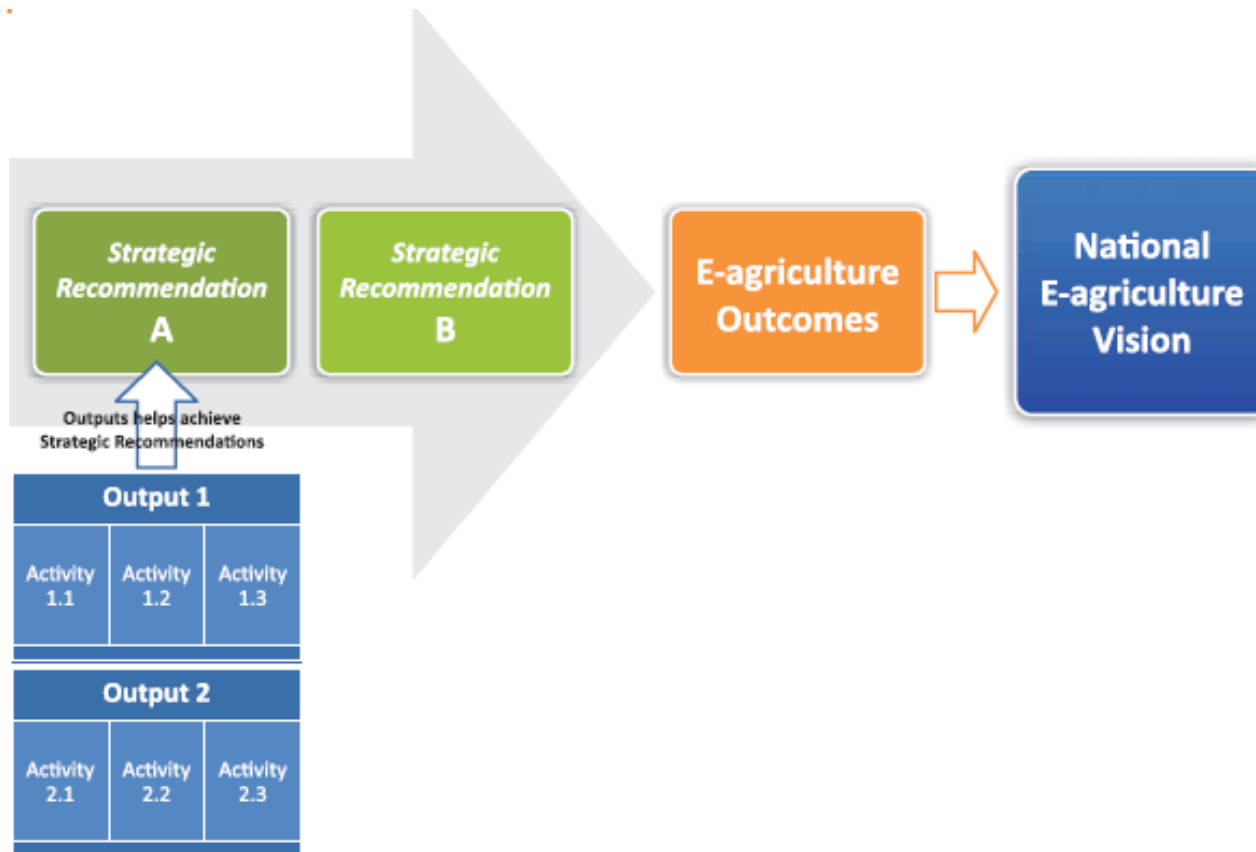 Strategic
Recommendation
A
Strategic
Recommendation
B
E-agriculture
Outcomes
National
E-agriculture
Vision
Outputs helps achieve
Strategic Recommendations
Output 1
Activity
1.1
Activity
1.2
Activity
1.3
Output 2
Activity
2.1
Activity
2.2
Activity
2.3